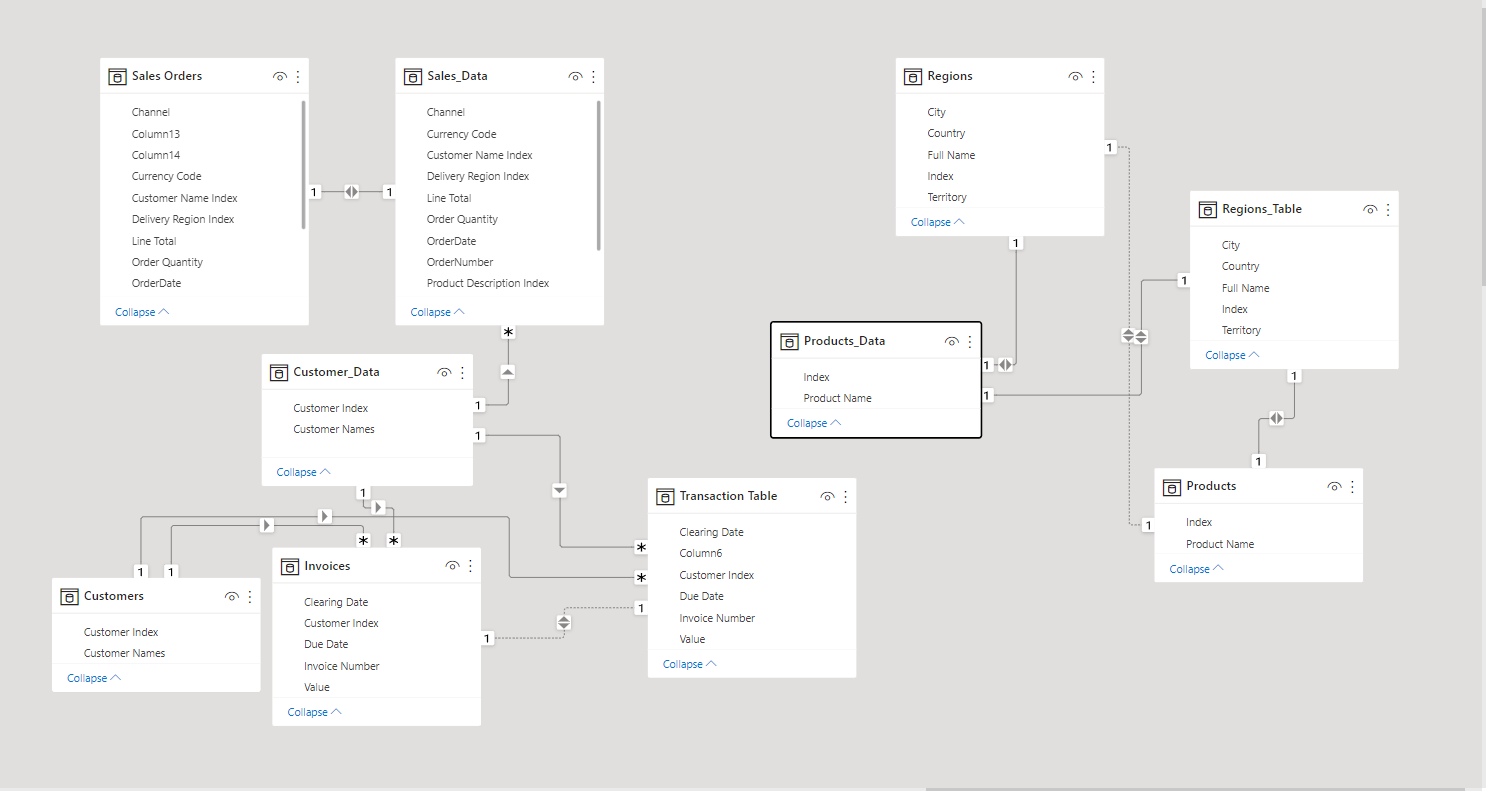 Sales Orders
Channel
Column13
Column14
Currency Code
Customer Name Index
Delivery Region Index
Line Total
Order Quantity
OrderDate
Collapse
1
1
Sales_Data
Channel
Currency Code
Customer Name Index
Delivery Region Index
Line Total
Order Quantity
OrderDate
OrderNumber
Product Description Index
Collapse
*
Regions
City
Country
Full Name
Index
Territory
Collapse
1
1
Regions_Table
City
Country
Full Name
Index
Territory
Collapse
1
1
Products_Data
Index
Product Name
Collapse
1
1
Customer_Data
Customer Index
Customer Names
Collapse
1
1
1
Products
Index
Product Name
Collapse
1
1
Transaction Table
Clearing Date
Column6
Customer Index
Due Date
Invoice Number
Value
Collapse
*
*
1
Invoices
Clearing Date
Customer Index
Due Date
Invoice Number
Value
Collapse
*
*
1
Customers
Customer Index
Customer Names
Collapse
1
1